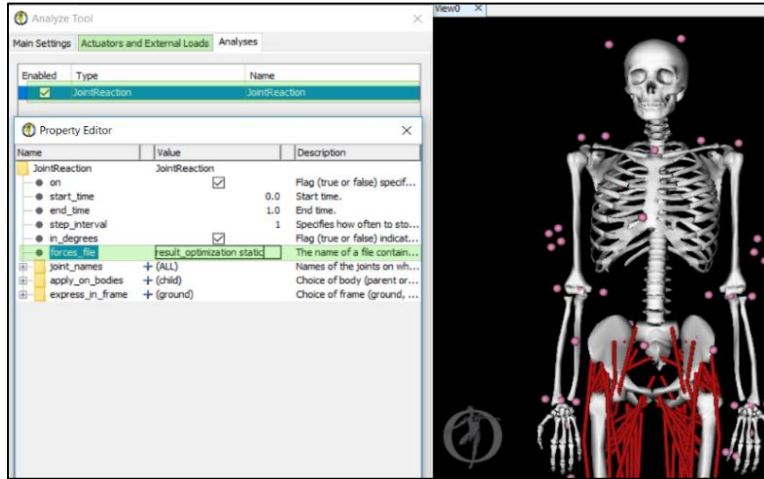 Analyze Tool
View0
Main Settings Actuators and External Loads Analyses
Enabled Type Name
JointReaction JointReaction
Property Editor
Name Value Description
JointReaction JointReaction
on Flag (true or false) specif...
start_time 0.0 Start time.
end_time 1.0 End time.
step_interval 1 Specifies how often to sto...
in_degrees Flag (true or false) indicat...
forces_file result_optimization static The name of a file contain...
joint_names (ALL) Names of the joints on wh...
apply_on_bodies (child) Choice of body (parent or...
express_in_frame (ground) Choice of frame (ground, ...